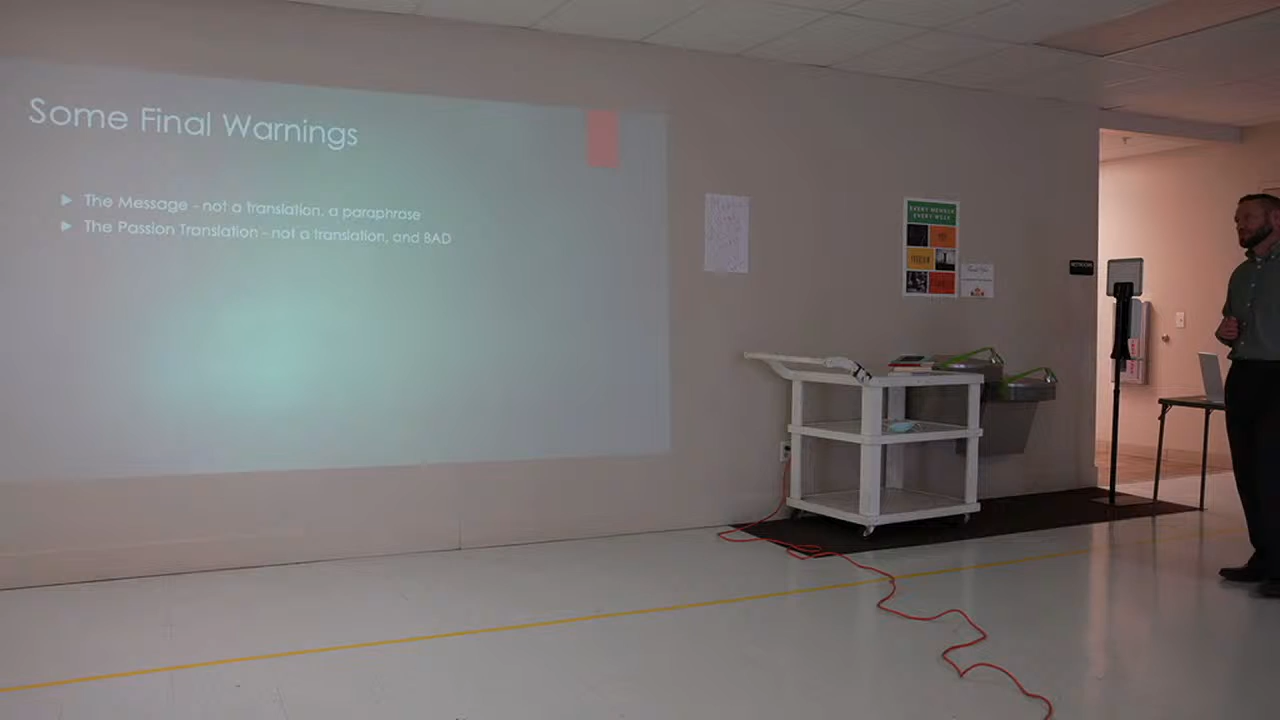 Some Final Warnings
The Message - not a translation, a paraphrase
The Passion Translation - not a translation, and BAD
EVERY MEMBER
EVERY WEEK